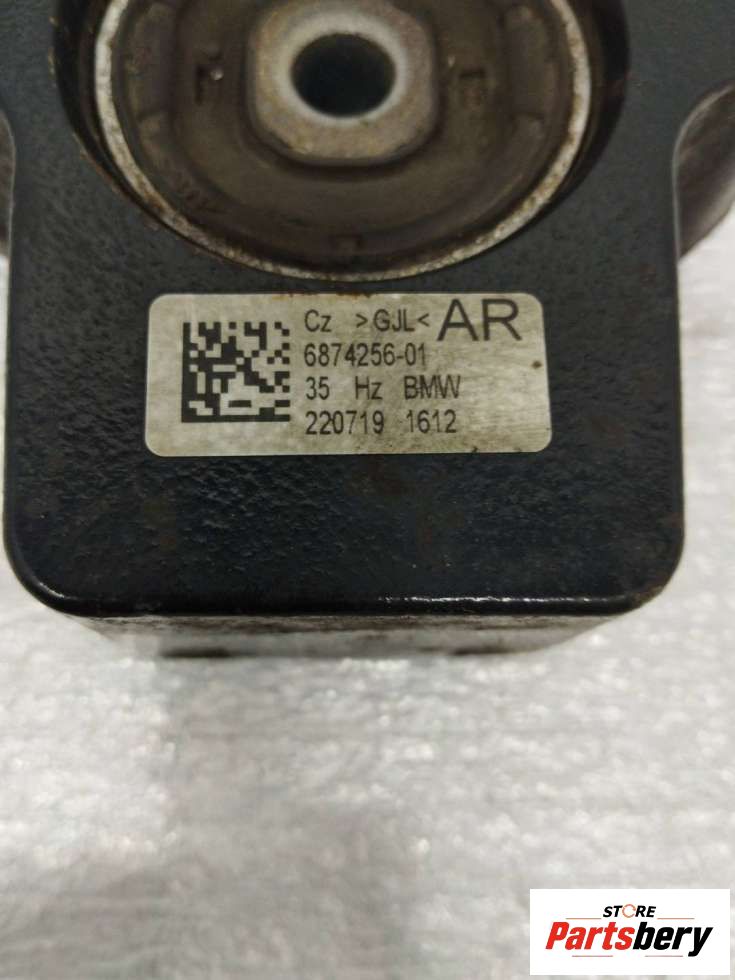 Cz >GJL< AR
6874256-01
35 Hz BMW
220719 1612
STORE
Partsbery